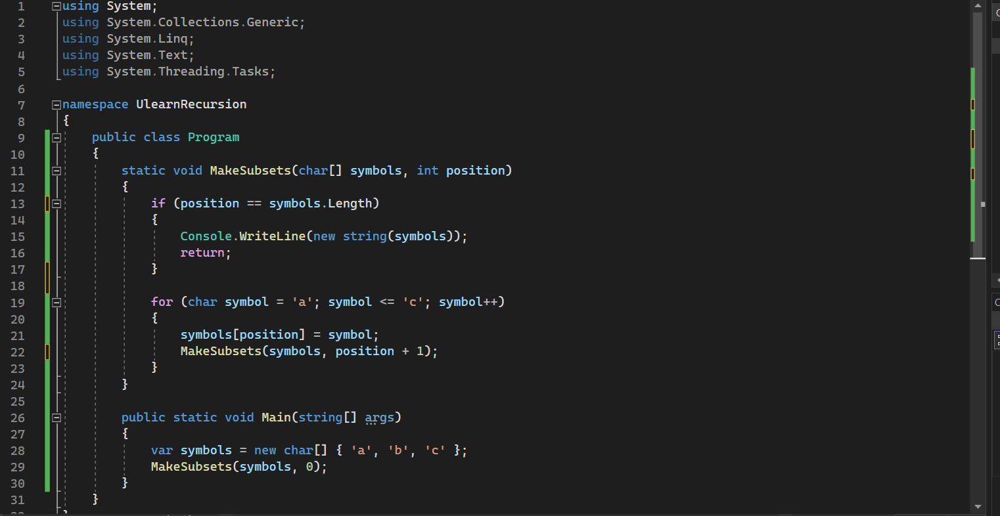 1 using System;
2 using System.Collections.Generic;
3 using System.Linq;
4 using System.Text;
5 using System.Threading.Tasks;
6
7 namespace UlearnRecursion
8 {
9 public class Program
10 {
11 static void MakeSubsets(char[] symbols, int position)
12 {
13 if (position == symbols.Length)
14 {
15 Console.WriteLine(new string(symbols));
16 return;
17 }
18
19 for (char symbol = 'a'; symbol <= 'c'; symbol++)
20 {
21 symbols[position] = symbol;
22 MakeSubsets(symbols, position + 1);
23 }
24 }
25
26 public static void Main(string[] args)
27 {
28 var symbols = new char[] { 'a', 'b', 'c' };
29 MakeSubsets(symbols, 0);
30 }
31 }